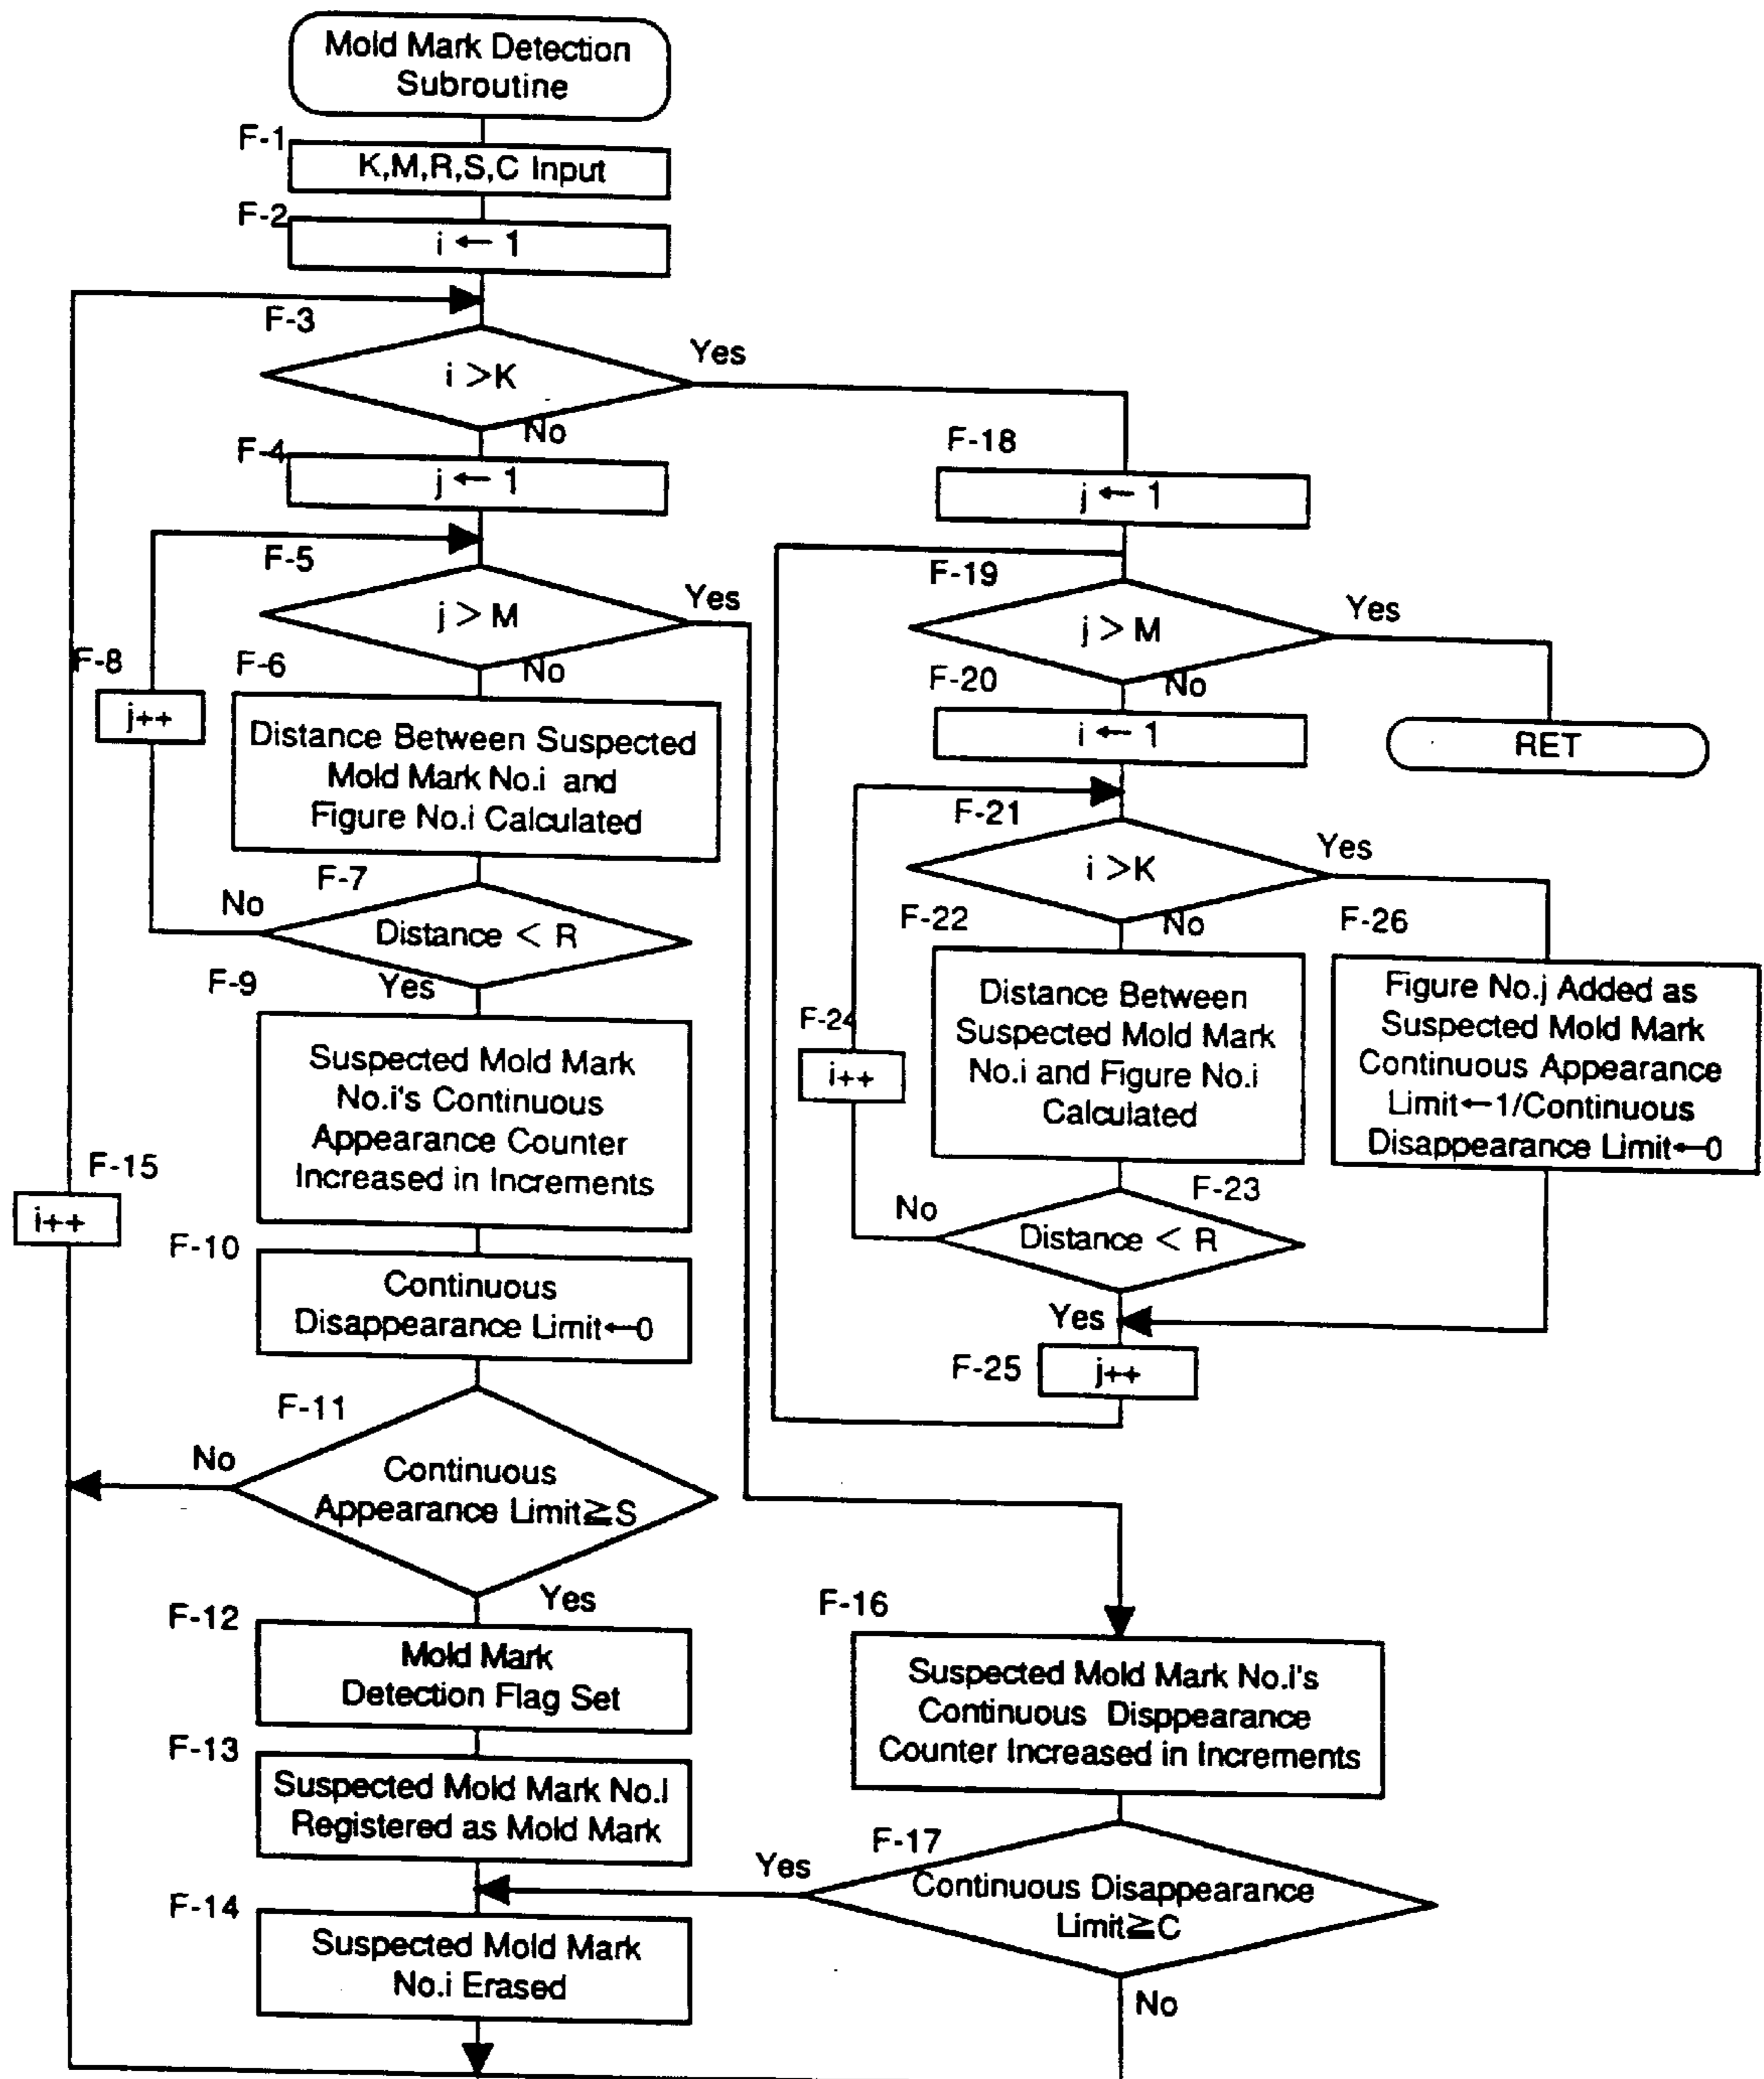 Mold Mark Detection
Subroutine
F-1
K,M,R,S,C Input
F-2
i ← 1
F-3
i >K
Yes
No
F-4
j ← 1
F-5
j > M
Yes
No
F-8
j++
F-6
Distance Between Suspected
Mold Mark No.i and
Figure No.i Calculated
F-7
No
Distance < R
Yes
F-9
Suspected Mold Mark
No.i's Continuous
Appearance Counter
Increased in Increments
F-15
i++
F-10
Continuous
Disappearance Limit←0
F-11
No
Continuous
Appearance Limit≧S
Yes
F-12
Mold Mark
Detection Flag Set
F-13
Suspected Mold Mark No.i
Registered as Mold Mark
F-14
Suspected Mold Mark
No.i Erased
F-18
j ← 1
F-19
j > M
Yes
No
RET
F-20
i ← 1
F-21
i >K
Yes
No
F-22
Distance Between
Suspected Mold Mark
No.i and Figure No.i
Calculated
F-24
i++
F-23
No
Distance < R
Yes
F-26
Figure No.j Added as
Suspected Mold Mark
Continuous Appearance
Limit←1/Continuous
Disappearance Limit←0
F-25
j++
F-16
Suspected Mold Mark No.i's
Continuous Disppearance
Counter Increased in Increments
F-17
Yes
Continuous Disappearance
Limit≧C
No